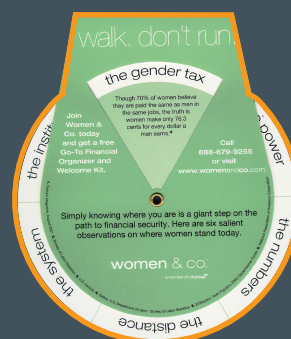 walk. don't run.
the gender tax
Though 70% of women believe
they are paid the same as men in
the same jobs, the truth is
women make only 76.3
cents for every dollar a
man earns.
Join
Women &
Co. today
and get a free
Go-To Financial
Organizer and
Welcome Kit.
Call
888-679-9255
or visit
www.womenandco.com
Simply knowing where you are is a giant step on the
path to financial security. Here are six salient
observations on where women stand today.
women & co.
the system
the distance
the numbers
power